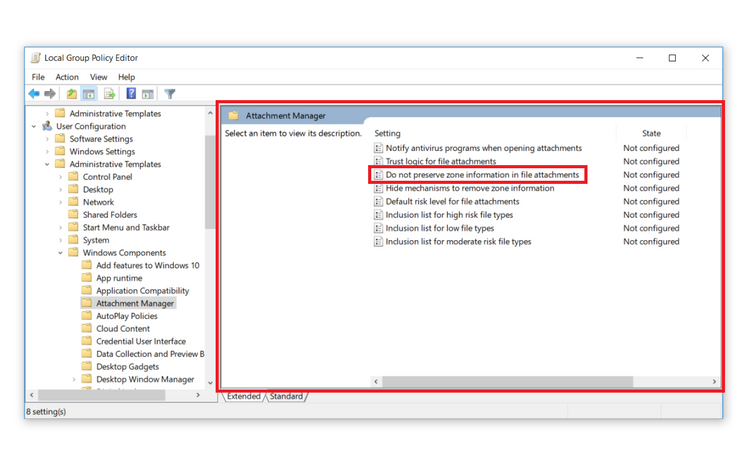 Local Group Policy Editor
File Action View Help
Administrative Templates
User Configuration
Software Settings
Windows Settings
Administrative Templates
Control Panel
Desktop
Network
Shared Folders
Start Menu and Taskbar
System
Windows Components
Add features to Windows 10
App runtime
Application Compatibility
Attachment Manager
AutoPlay Policies
Cloud Content
Credential User Interface
Data Collection and Preview B
Desktop Gadgets
Desktop Window Manager
Attachment Manager
Select an item to view its description.
Setting State
Notify antivirus programs when opening attachments Not configured
Trust logic for file attachments Not configured
Do not preserve zone information in file attachments Not configured
Hide mechanisms to remove zone information Not configured
Default risk level for file attachments Not configured
Inclusion list for high risk file types Not configured
Inclusion list for low file types Not configured
Inclusion list for moderate risk file types Not configured
Extended Standard
8 setting(s)